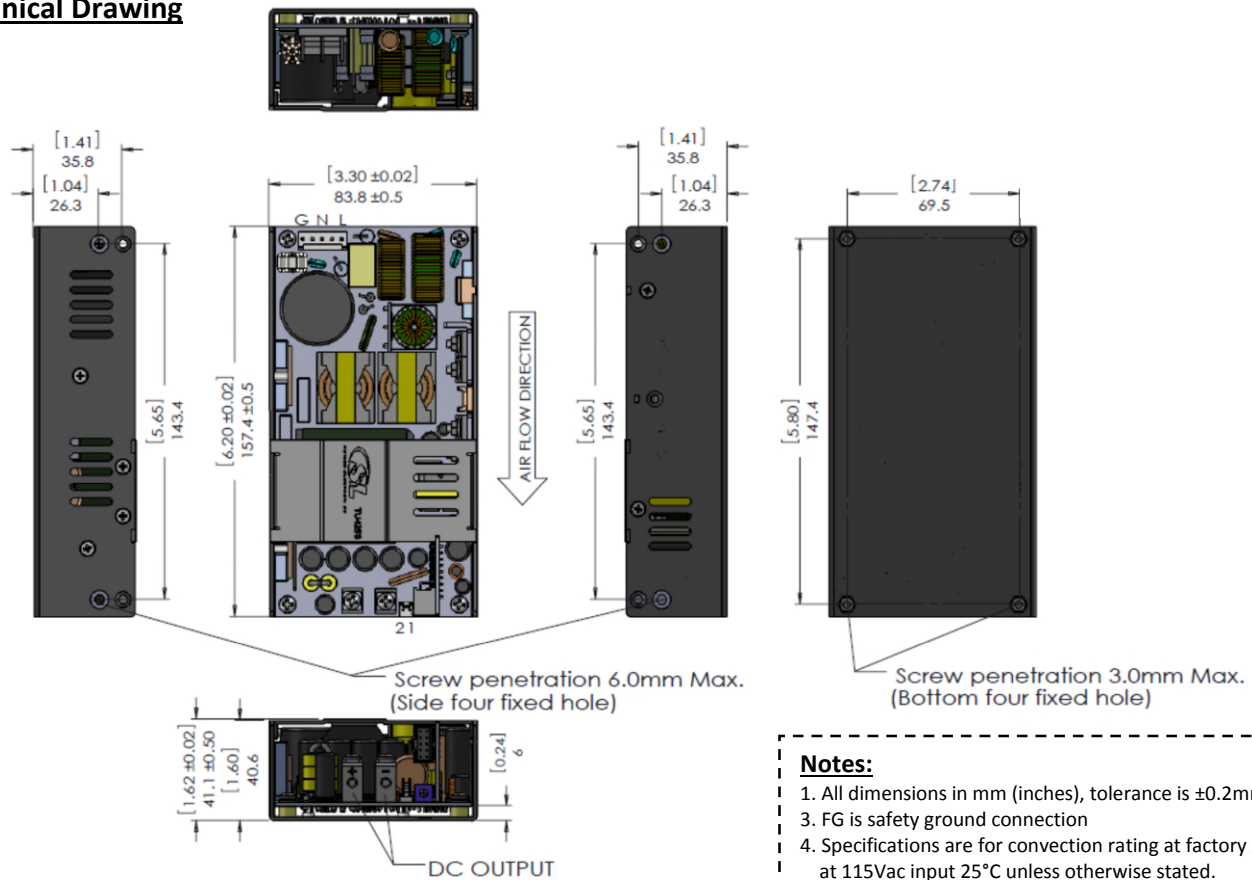 nical Drawing
[1.41]
35.8
[1.04]
26.3
[3.30 ±0.02]
83.8 ±0.5
[1.41]
35.8
[1.04]
26.3
[2.74]
69.5
G N L
[5.65]
143.4
[6.20 ±0.02]
157.4 ±0.5
AIR FLOW DIRECTION
[5.65]
143.4
[5.80]
147.4
21
Screw penetration 6.0mm Max.
(Side four fixed hole)
Screw penetration 3.0mm Max.
(Bottom four fixed hole)
[1.62 ±0.02]
41.1 ±0.50
[1.60]
40.6
[0.24]
6
+ -
DC OUTPUT
Notes:
1. All dimensions in mm (inches), tolerance is ±0.2m
3. FG is safety ground connection
4. Specifications are for convection rating at factory
at 115Vac input 25°C unless otherwise stated.